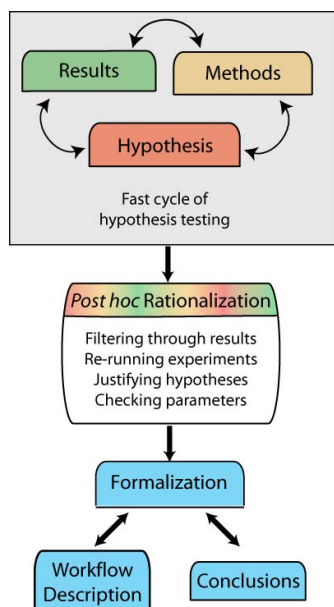 Results
Methods
Hypothesis
Fast cycle of
hypothesis testing
Post hoc Rationalization
Filtering through results
Re-running experiments
Justifying hypotheses
Checking parameters
Formalization
Workflow
Description
Conclusions